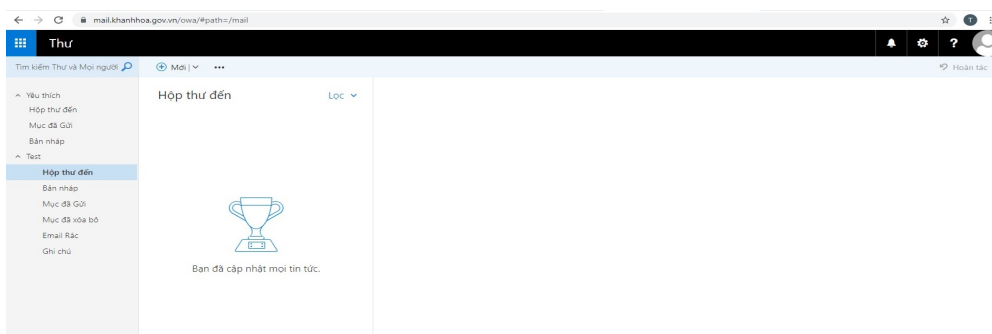 mail.khanhhoa.gov.vn/owa/#path=/mail
T
Thư
?
Tìm kiếm Thư và Mọi người
Mới
Hoàn tác
Yêu thích
Hộp thư đến
Mục đã Gửi
Bản nháp
Test
Hộp thư đến
Bản nháp
Mục đã Gửi
Mục đã xóa bỏ
Email Rác
Ghi chú
Hộp thư đến
Lọc
Bạn đã cập nhật mọi tin tức.